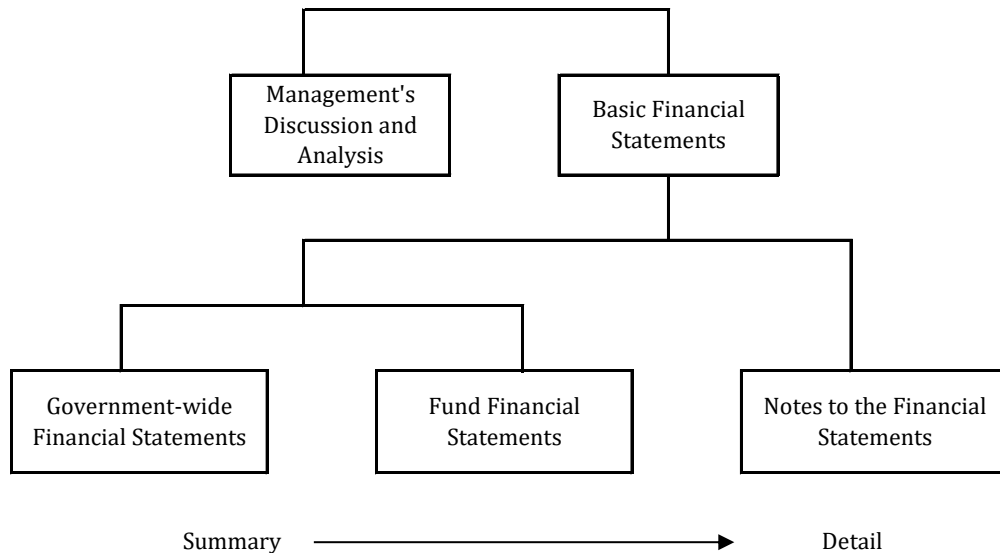 Management's
Discussion and
Analysis
Basic Financial
Statements
Government-wide
Financial Statements
Fund Financial
Statements
Notes to the Financial
Statements
Summary
Detail